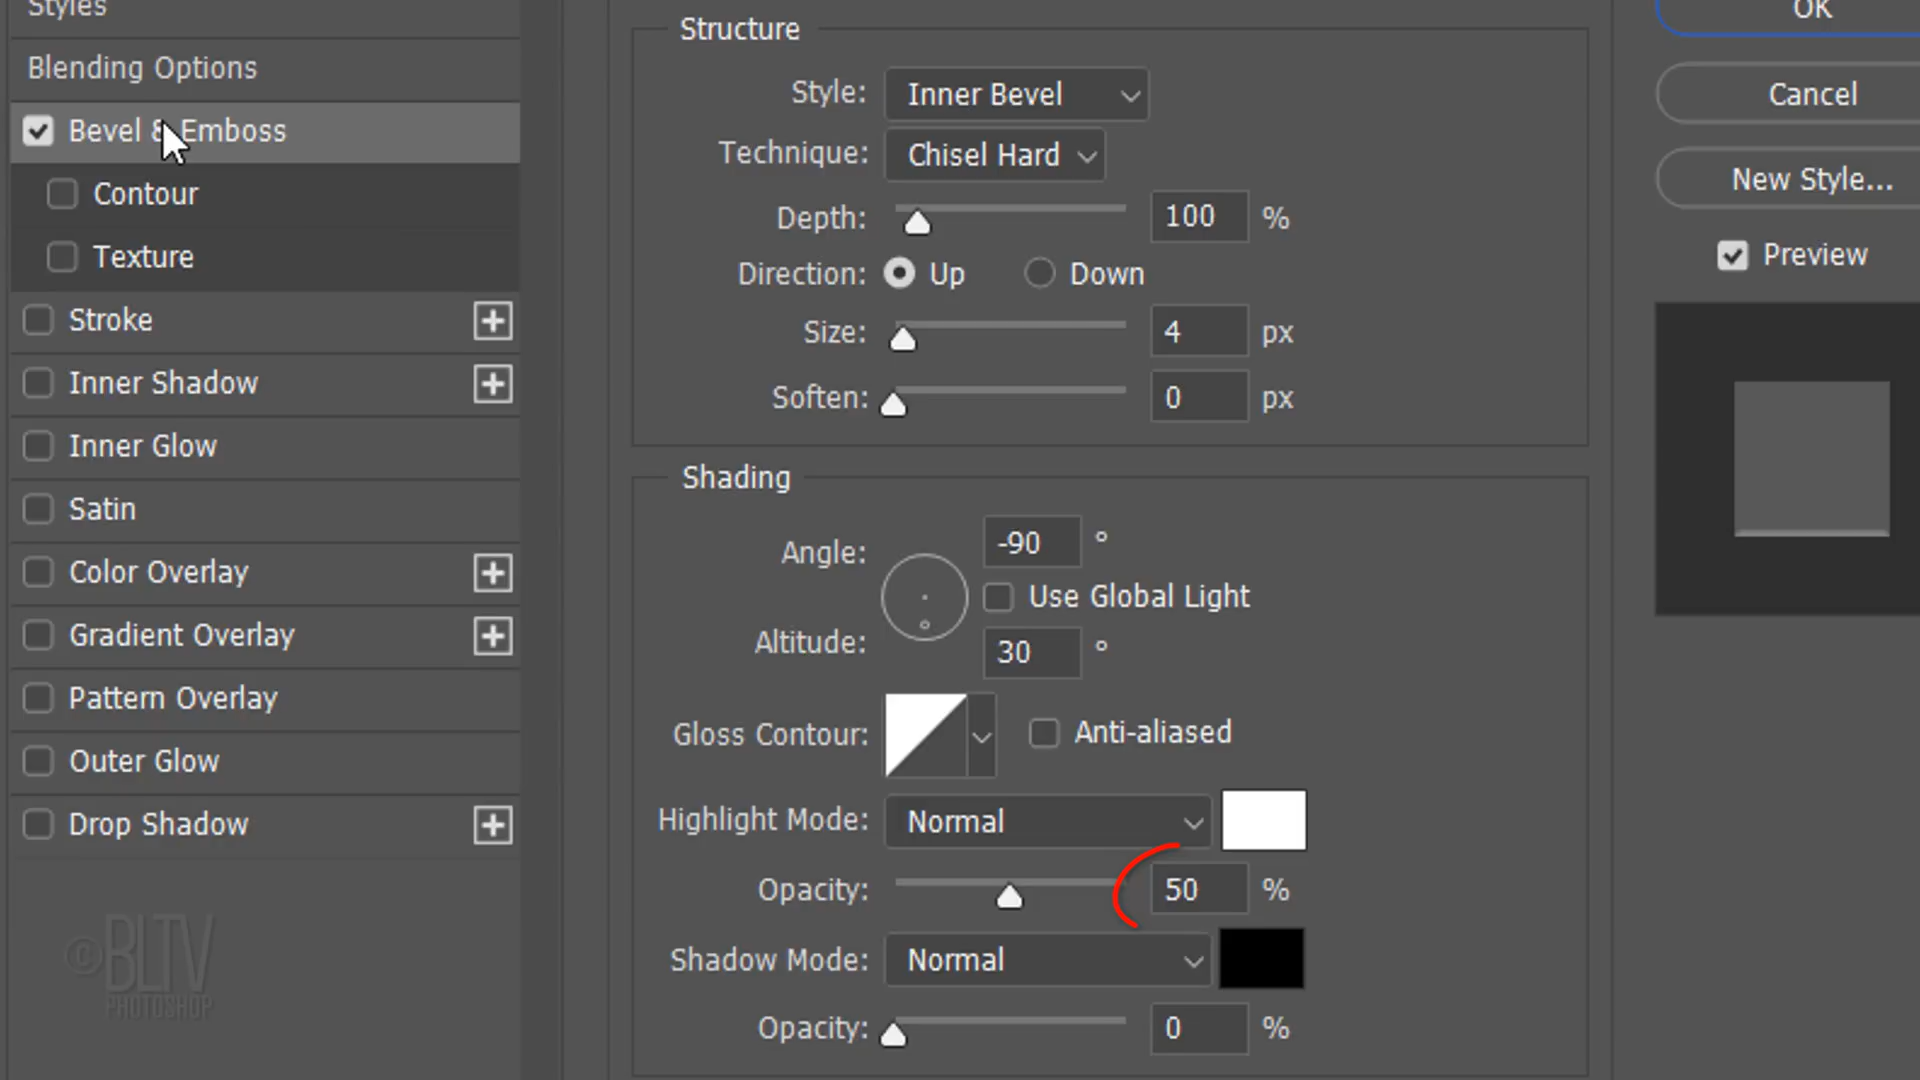 Styles
Blending Options
Bevel & Emboss
Contour
Texture
Stroke
Inner Shadow
Inner Glow
Satin
Color Overlay
Gradient Overlay
Pattern Overlay
Outer Glow
Drop Shadow
©BLTV
PHOTOSHOP
Structure
Style: Inner Bevel
Technique: Chisel Hard
Depth: 100 %
Direction: Up Down
Size: 4 px
Soften: 0 px
Shading
Angle: -90 °
Use Global Light
Altitude: 30 °
Gloss Contour: Anti-aliased
Highlight Mode: Normal
Opacity: 50 %
Shadow Mode: Normal
Opacity: 0 %
OK
Cancel
New Style...
Preview